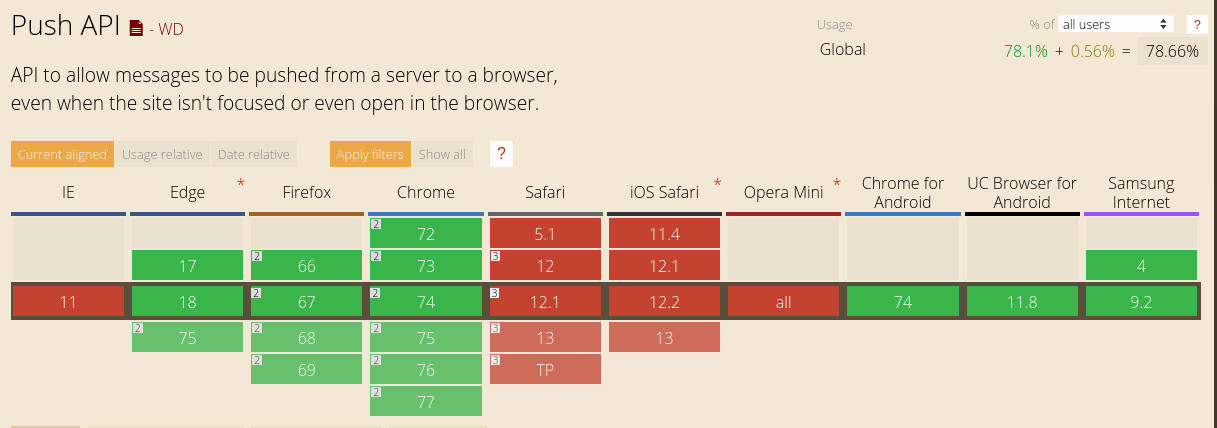 Push API - WD
Usage % of all users ?
Global 78.1% + 0.56% = 78.66%
API to allow messages to be pushed from a server to a browser,
even when the site isn't focused or even open in the browser.
Current aligned Usage relative Date relative Apply filters Show all ?
IE Edge * Firefox Chrome Safari iOS Safari * Opera Mini * Chrome for Android UC Browser for Android Samsung Internet
2 72 5.1 11.4
17 2 66 2 73 3 12 12.1 4
11 18 2 67 2 74 3 12.1 12.2 all 74 11.8 9.2
2 75 2 68 2 75 3 13 13
2 69 2 76 3 TP
2 77